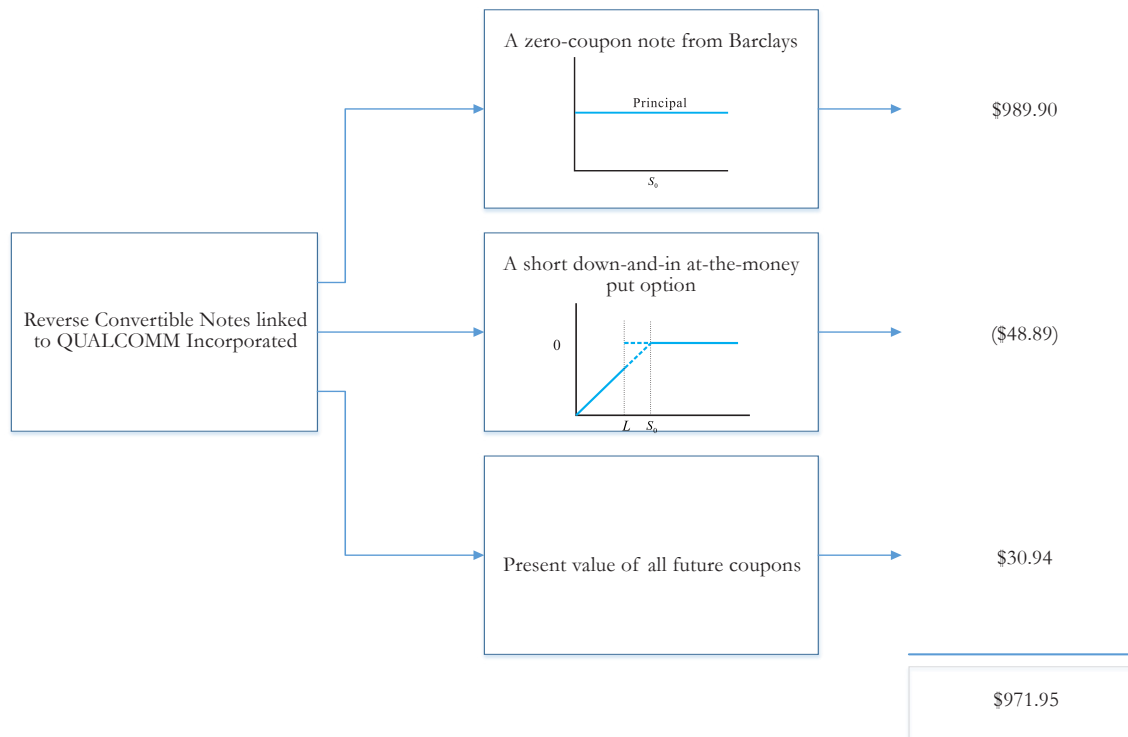 A zero-coupon note from Barclays
Principal
S₀
$989.90
Reverse Convertible Notes linked
to QUALCOMM Incorporated
A short down-and-in at-the-money
put option
0
L S₀
($48.89)
Present value of all future coupons
$30.94
$971.95